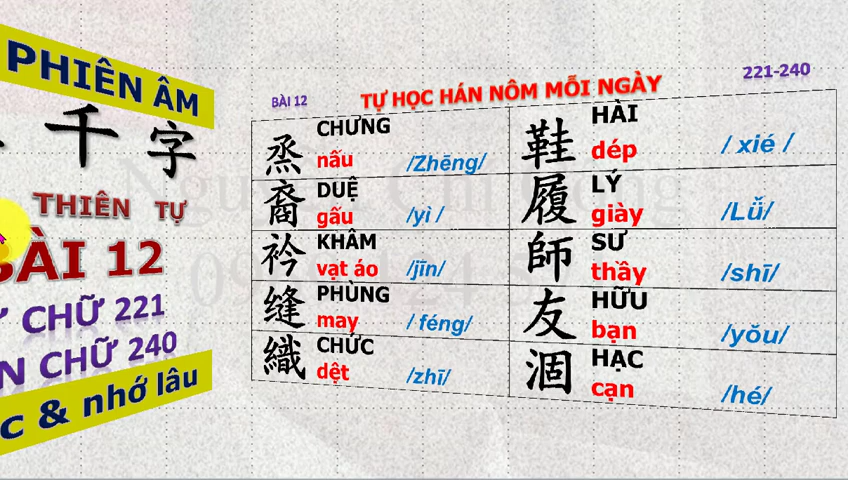 PHIÊN ÂM
千字
THIÊN TỰ
BÀI 12
CHỮ 221
CHỮ 240
& nhớ lâu
BÀI 12
TỰ HỌC HÁN NÔM MỖI NGÀY
221-240
烝 CHƯNG nấu /Zhēng/
裔 DUỆ gấu /yì /
衿 KHÂM vạt áo /jīn/
縫 PHÙNG may / féng/
織 CHỨC dệt /zhī/
鞋 HÀI dép / xié /
履 LÝ giày /Lǚ/
師 SƯ thầy /shī/
友 HỮU bạn /yǒu/
涸 HẠC cạn /hé/